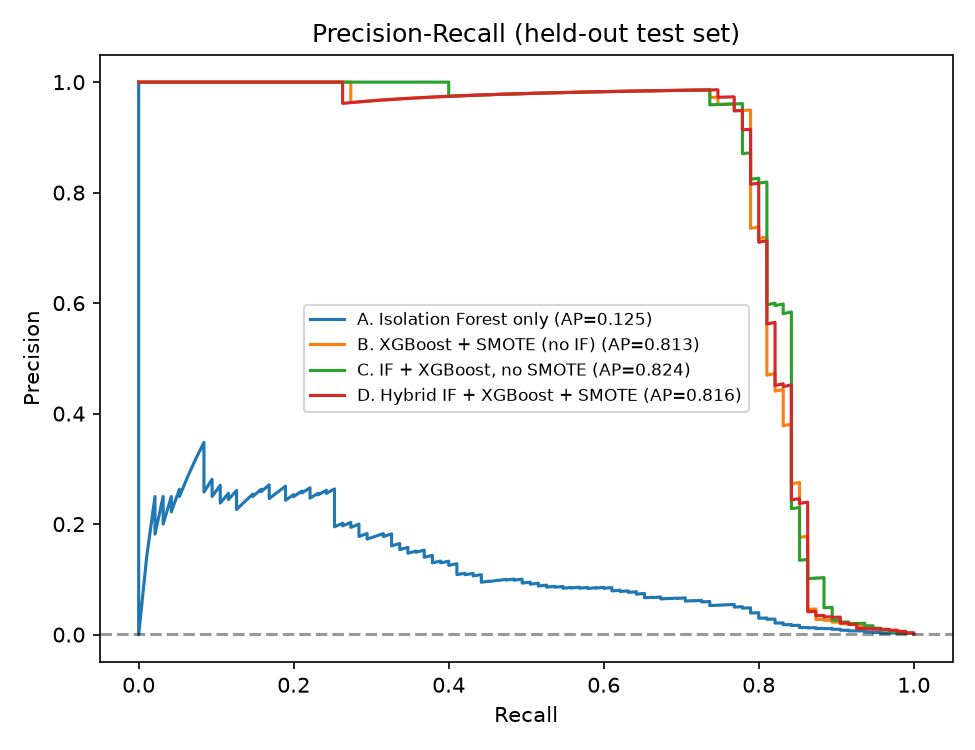 Precision-Recall (held-out test set)
1.0
0.8
0.6
0.4
0.2
0.0
Precision
A. Isolation Forest only (AP=0.125)
B. XGBoost + SMOTE (no IF) (AP=0.813)
C. IF + XGBoost, no SMOTE (AP=0.824)
D. Hybrid IF + XGBoost + SMOTE (AP=0.816)
0.0 0.2 0.4 0.6 0.8 1.0
Recall